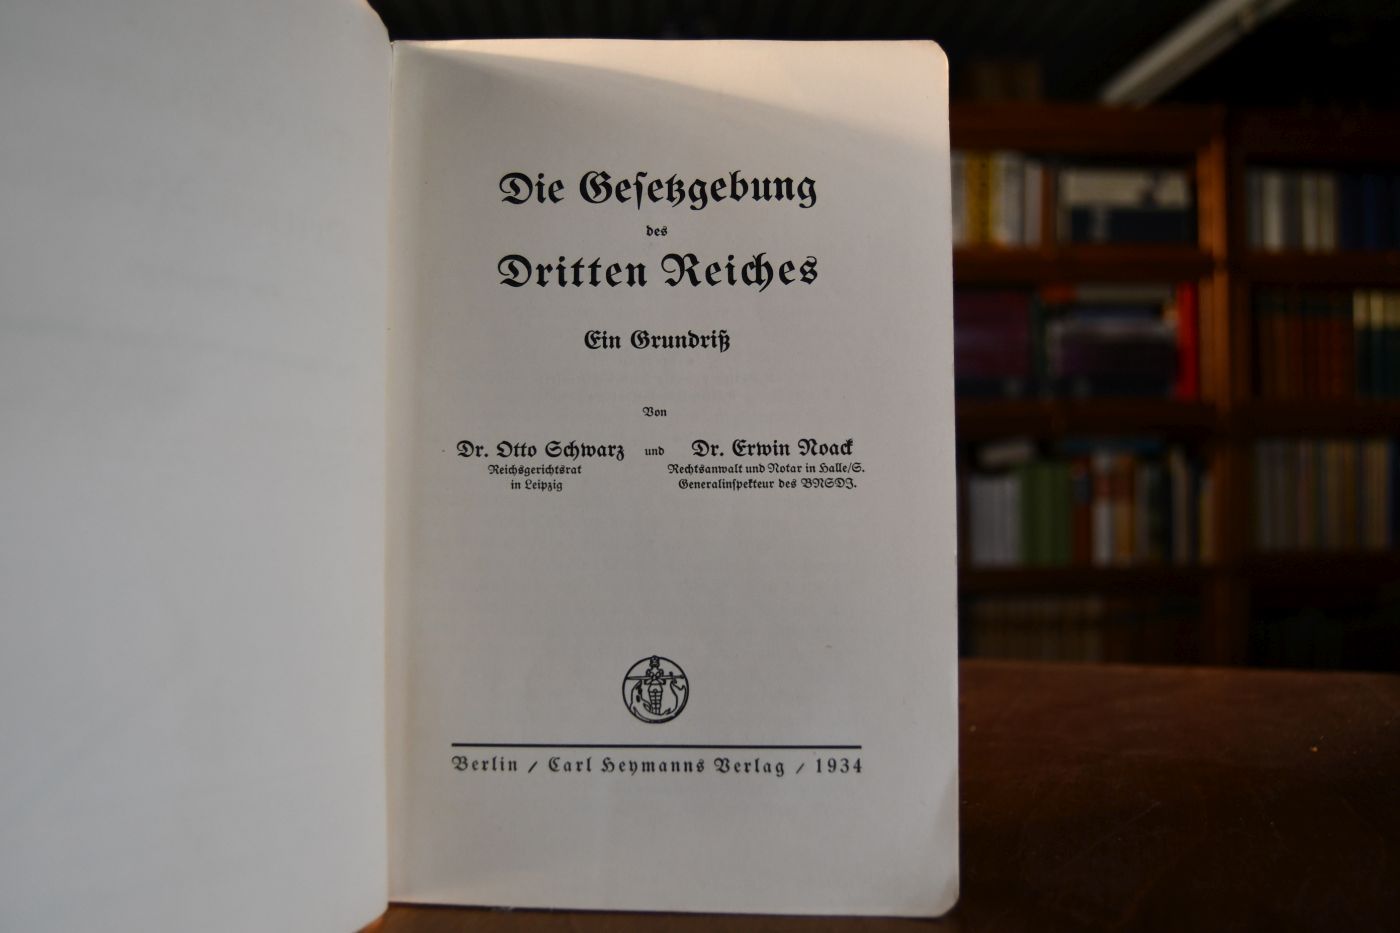 Die Geſetzgebung
des
Dritten Reiches
Ein Grundriß
Von
Dr. Otto Schwarz und Dr. Erwin Noack
Reichsgerichtsrat
in Leipzig
Rechtsanwalt und Notar in Halle/S.
Generalinſpekteur des BNSDJ.
Berlin / Carl Heymanns Verlag / 1934